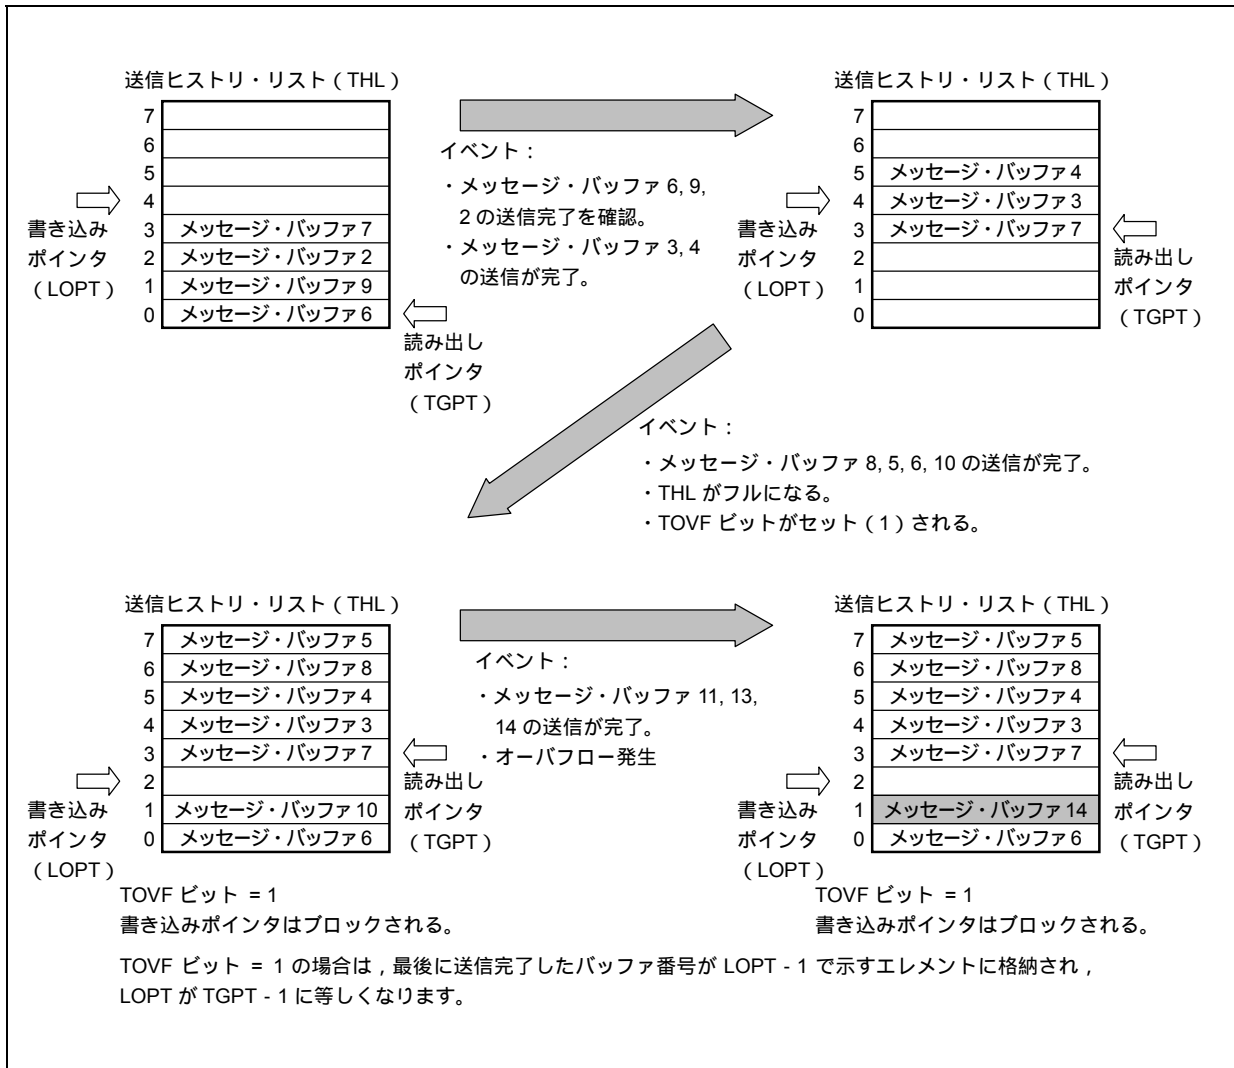 送信ヒストリ・リスト（THL）
7
6
5
4
3 メッセージ・バッファ 7
2 メッセージ・バッファ 2
1 メッセージ・バッファ 9
0 メッセージ・バッファ 6
書き込み
ポインタ
（LOPT）
読み出し
ポインタ
（TGPT）
イベント：
・メッセージ・バッファ 6, 9,
2 の送信完了を確認。
・メッセージ・バッファ 3, 4
の送信が完了。
送信ヒストリ・リスト（THL）
7
6
5 メッセージ・バッファ 4
4 メッセージ・バッファ 3
3 メッセージ・バッファ 7
2
1
0
書き込み
ポインタ
（LOPT）
読み出し
ポインタ
（TGPT）
イベント：
・メッセージ・バッファ 8, 5, 6, 10 の送信が完了。
・THL がフルになる。
・TOVF ビットがセット（1）される。
送信ヒストリ・リスト（THL）
7 メッセージ・バッファ 5
6 メッセージ・バッファ 8
5 メッセージ・バッファ 4
4 メッセージ・バッファ 3
3 メッセージ・バッファ 7
2
1 メッセージ・バッファ 10
0 メッセージ・バッファ 6
書き込み
ポインタ
（LOPT）
読み出し
ポインタ
（TGPT）
TOVF ビット = 1
書き込みポインタはブロックされる。
イベント：
・メッセージ・バッファ 11, 13,
14 の送信が完了。
・オーバフロー発生
送信ヒストリ・リスト（THL）
7 メッセージ・バッファ 5
6 メッセージ・バッファ 8
5 メッセージ・バッファ 4
4 メッセージ・バッファ 3
3 メッセージ・バッファ 7
2
1 メッセージ・バッファ 14
0 メッセージ・バッファ 6
書き込み
ポインタ
（LOPT）
読み出し
ポインタ
（TGPT）
TOVF ビット = 1
書き込みポインタはブロックされる。
TOVF ビット = 1 の場合は，最後に送信完了したバッファ番号が LOPT - 1 で示すエレメントに格納され，
LOPT が TGPT - 1 に等しくなります。